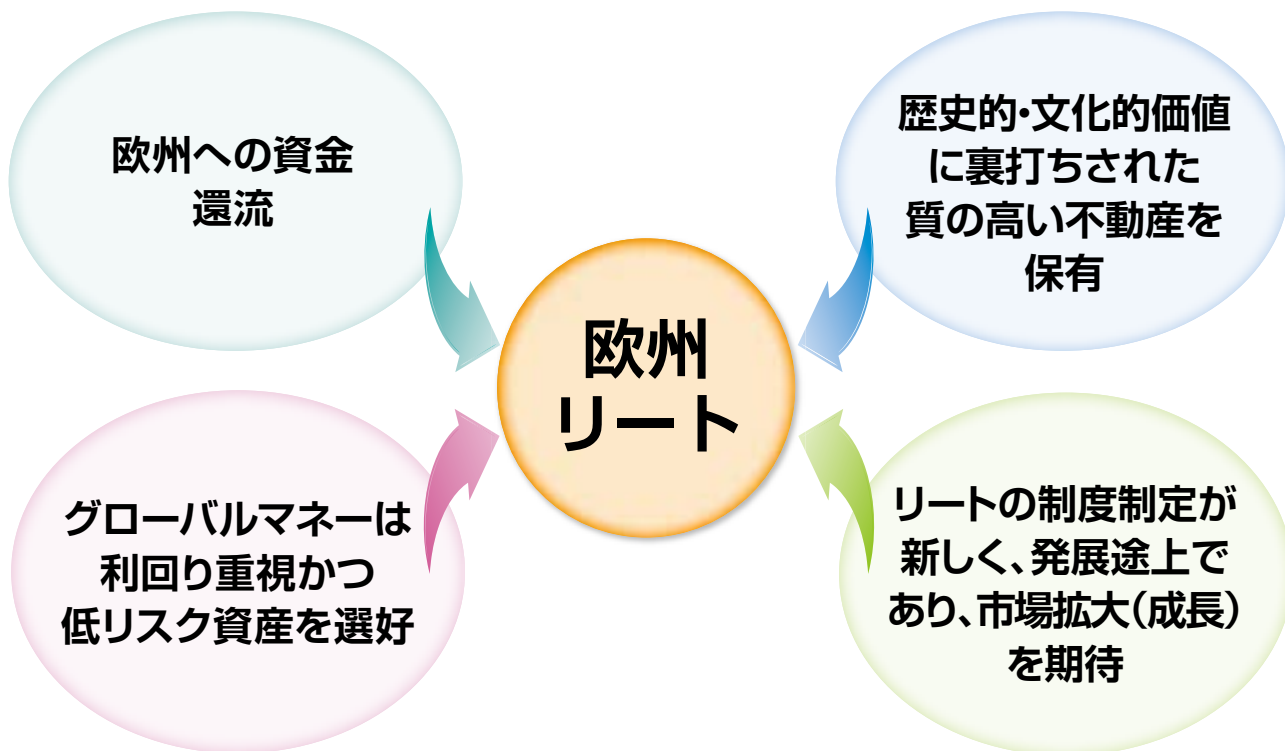 欧州への資金
還流
歴史的・文化的価値
に裏打ちされた
質の高い不動産を
保有
欧州
リート
グローバルマネーは
利回り重視かつ
低リスク資産を選好
リートの制度制定が
新しく、発展途上で
あり、市場拡大(成長)
を期待